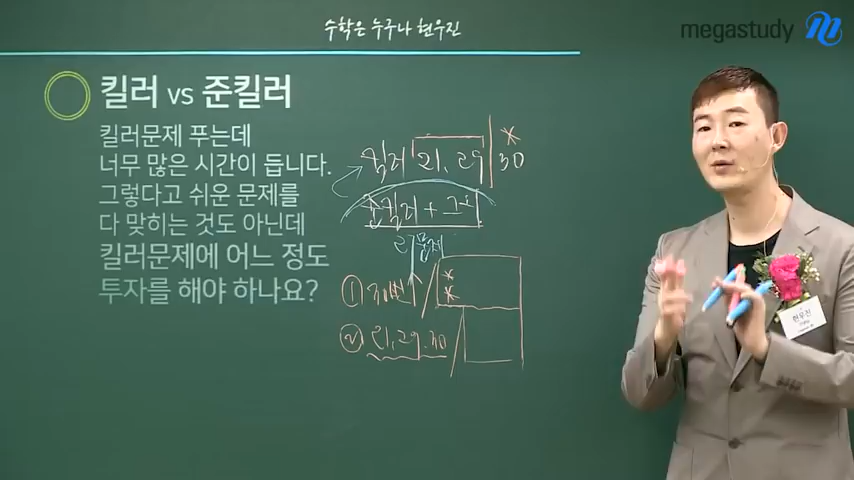 수학은 누구나 현우진
megastudy
킬러 vs 준킬러
킬러문제 푸는데
너무 많은 시간이 듭니다.
그렇다고 쉬운 문제를
다 맞히는 것도 아닌데
킬러문제에 어느 정도
투자를 해야 하나요?
킬러 21, 29 30
준킬러 + 그외
문제
① 30번
② 21, 29, 30
현우진